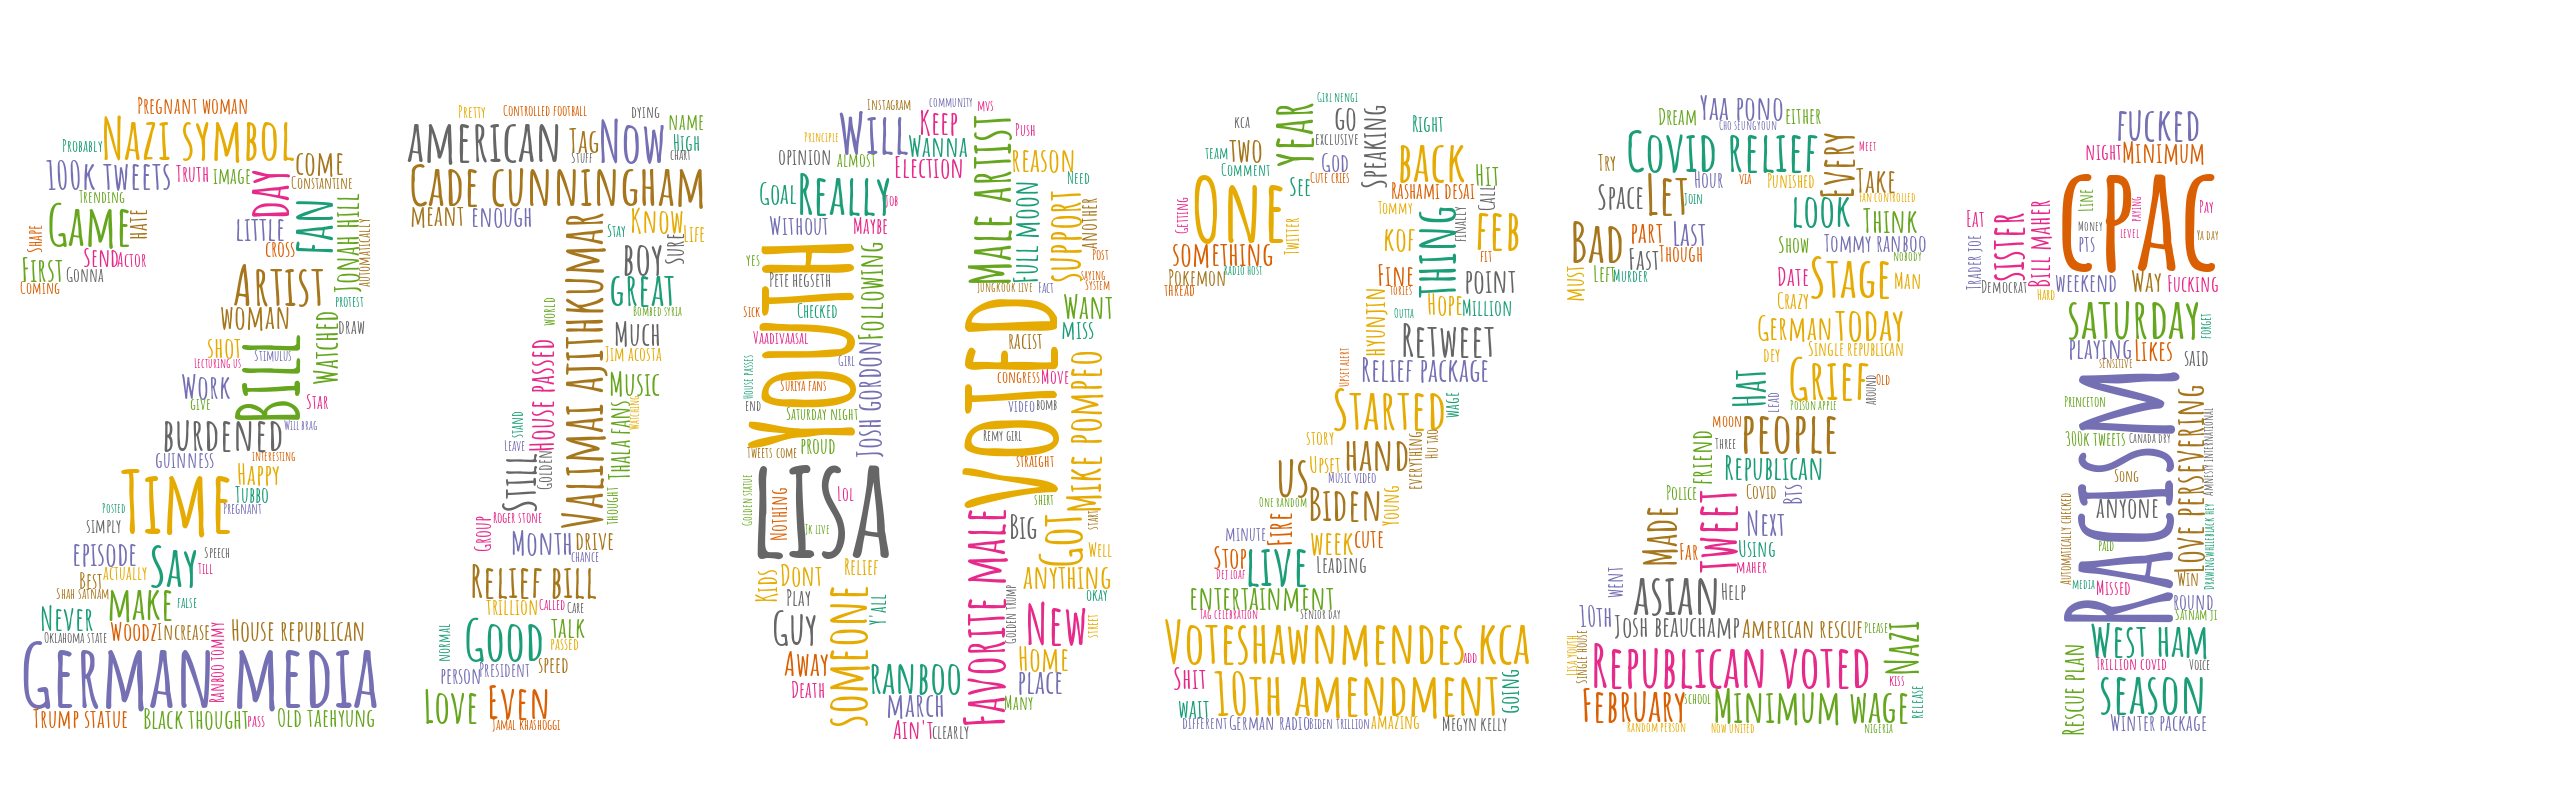 Pregnant woman
Nazi symbol
Probably
100k tweets
Truth
image
come
Constantine
Trending
Day
Game
Hate
Shape
little
Fan
Jonah Hill
automatically
cross
Send
actor
First
Gonna
Coming
Artist
woman
protest
draw
Watched
shot
Stimulus
lecturing us
Bill
Work
give
Star
burdened
Will brag
Guinness
interesting
Happy
Time
Tubbo
Posted
Pregnant
simply
episode
Say
Speech
Till
Best
actually
Shah Satnam
make
false
Never
Oklahoma State
Woodz
increase
Ranboo Tommy
House Republican
German media
Trump statue
Black Thought
pass
Old Taehyung
Pretty
Controlled football
dying
American
Tag
stuff
Now
name
High
chart
Cade Cunningham
meant
enough
Know
Life
Stay
sure
boy
Great
Bombed Syria
Valimai Ajithkumar
world
Much
Jim Acosta
House passed
Music
Thala fans
watching
stand
Leave
Still
Golden
thought
Roger Stone
Group
Month
drive
chance
Relief bill
trillion
called
care
Good
talk
passed
normal
person
president
speed
Love
Even
Jamal Khashoggi
Instagram
community
mvs
Principle
Will
Keep
Wanna
Push
opinion
almost
Election
Male artist
reason
Need
Goal
Really
job
Full moon
Support
another
Without
Maybe
Post
yes
Youth
Following
Pete Hegseth
saying
system
Jungkook live
fact
Sick
Checked
Want
miss
Vaadivaasal
Voted
racist
Girl
House passes
Suriya fans
Josh Gordon
congress
Move
Mike Pomped
end
Saturday night
video
bomb
Proud
Remy girl
Tweets come
straight
Lisa
Golden statue
nothing
Lol
shirt
Jk live
Big
Got
start
Well
Kids
Dont
Relief
Favorite male
anything
okay
Play
Y'all
Golden Trump
Guy
Someone
New
street
Away
Home
Death
Ranboo
place
March
Many
Ain't
clearly
Girl Nengi
KCA
Year
Go
exclusive
Speaking
Right
team
Two
Comment
God
Cute cries
Back
Hit
call
See
Rashami Desai
Getting
One
Tommy
Thing
finally
Feb
fit
Twitter
KOF
something
Radio host
Pokemon
thread
Fine
Tories
point
Hope
Million
Hyunjin
Outta
Retweet
Upset alert
Relief package
Started
wage
story
hand
everything
Hu Tao
US
Upset
Music video
One random
Biden
Young
minute
Fire
week
cute
Stop
Dej Loaf
live
Leading
entertainment
Tag celebration
Senior Day
Voteshawnmendes
add
KCA
Shit
10th Amendment
Going
Wait
different
German radio
Biden trillion
amazing
Megyn Kelly
Dream
Yaa Pono
either
Cho Seungyoun
Try
Covid relief
Every
Meet
Space
Let
Hour
via
Punished
Take
Fan controlled
Join
look
Think
Bad
part
Last
Show
Tommy Ranboo
nobody
Fast
Though
Left
Murder
Must
Date
Stage
Man
Crazy
German
Today
Single Republican
dey
Grief
Old
around
Hat
Lead
Poison apple
moon
People
Three
Friend
Republican
Police
Covid
BTS
Made
Tweet
Next
Far
Using
Maher
went
Asian
Help
10th
Josh Beauchamp
American Rescue
Please
Nazi
Lisa Youth
Single House
Republican voted
kiss
February
School
Minimum wage
release
Random person
Now United
Nigeria
fucked
night
Minimum
CPAC
Eat
Sister
Bill Maher
Line
Money
paying
level
Pay
Ya day
pts
Trader Joe
Democrat
hard
weekend
Way
Fucking
Saturday
forget
Playing
Likes
said
sensitive
Racism
Princeton
Love persevering
300k tweets
Canada Dry
Amnesty International
Song
Automatically checked
anyone
Paid
media
Missed
Win
Drawingwhileblack hey
round
Satnam Ji
West Ham
Trillion Covid
Voice
Rescue plan
season
Winter package